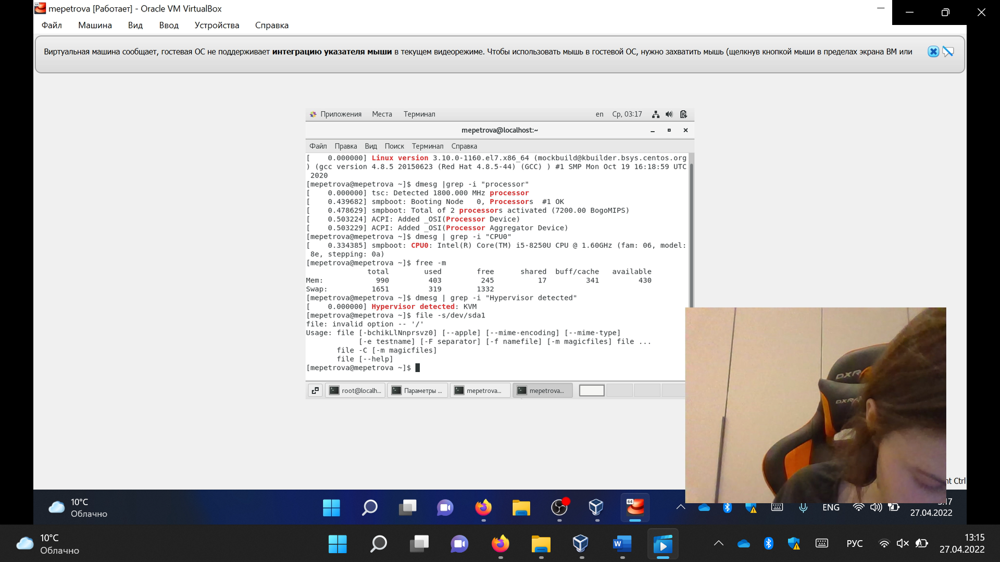 mepetrova [Работает] - Oracle VM VirtualBox
Файл Машина Вид Ввод Устройства Справка
Виртуальная машина сообщает, гостевая ОС не поддерживает интеграцию указателя мыши в текущем видеорежиме. Чтобы использовать мышь в гостевой ОС, нужно захватить мышь (щелкнув кнопкой мыши в пределах экрана ВМ или
Приложения Места Терминал en Ср, 03:17
mepetrova@localhost:~
Файл Правка Вид Поиск Терминал Справка
[    0.000000] Linux version 3.10.0-1160.el7.x86_64 (mockbuild@kbuilder.bsys.centos.org
) (gcc version 4.8.5 20150623 (Red Hat 4.8.5-44) (GCC) ) #1 SMP Mon Oct 19 16:18:59 UTC
 2020
[mepetrova@mepetrova ~]$ dmesg |grep -i "processor"
[    0.000000] tsc: Detected 1800.000 MHz processor
[    0.439682] smpboot: Booting Node   0, Processors  #1 OK
[    0.478629] smpboot: Total of 2 processors activated (7200.00 BogoMIPS)
[    0.503224] ACPI: Added _OSI(Processor Device)
[    0.503229] ACPI: Added _OSI(Processor Aggregator Device)
[mepetrova@mepetrova ~]$ dmesg | grep -i "CPU0"
[    0.334385] smpboot: CPU0: Intel(R) Core(TM) i5-8250U CPU @ 1.60GHz (fam: 06, model:
 8e, stepping: 0a)
[mepetrova@mepetrova ~]$ free -m
              total        used        free      shared  buff/cache   available
Mem:            990         403         245          17         341         430
Swap:          1651         319        1332
[mepetrova@mepetrova ~]$ dmesg | grep -i "Hypervisor detected"
[    0.000000] Hypervisor detected: KVM
[mepetrova@mepetrova ~]$ file -s/dev/sda1
file: invalid option -- '/'
Usage: file [-bchikLlNnprsvz0] [--apple] [--mime-encoding] [--mime-type]
            [-e testname] [-F separator] [-f namefile] [-m magicfiles] file ...
       file -C [-m magicfiles]
       file [--help]
[mepetrova@mepetrova ~]$
root@localh... Параметры ... mepetrova... mepetrova...
DXR
DXRA
nt Ctrl
64
10°C
Облачно
ENG
27.04.2022
10°C
Облачно
W
РУС
13:15
27.04.2022